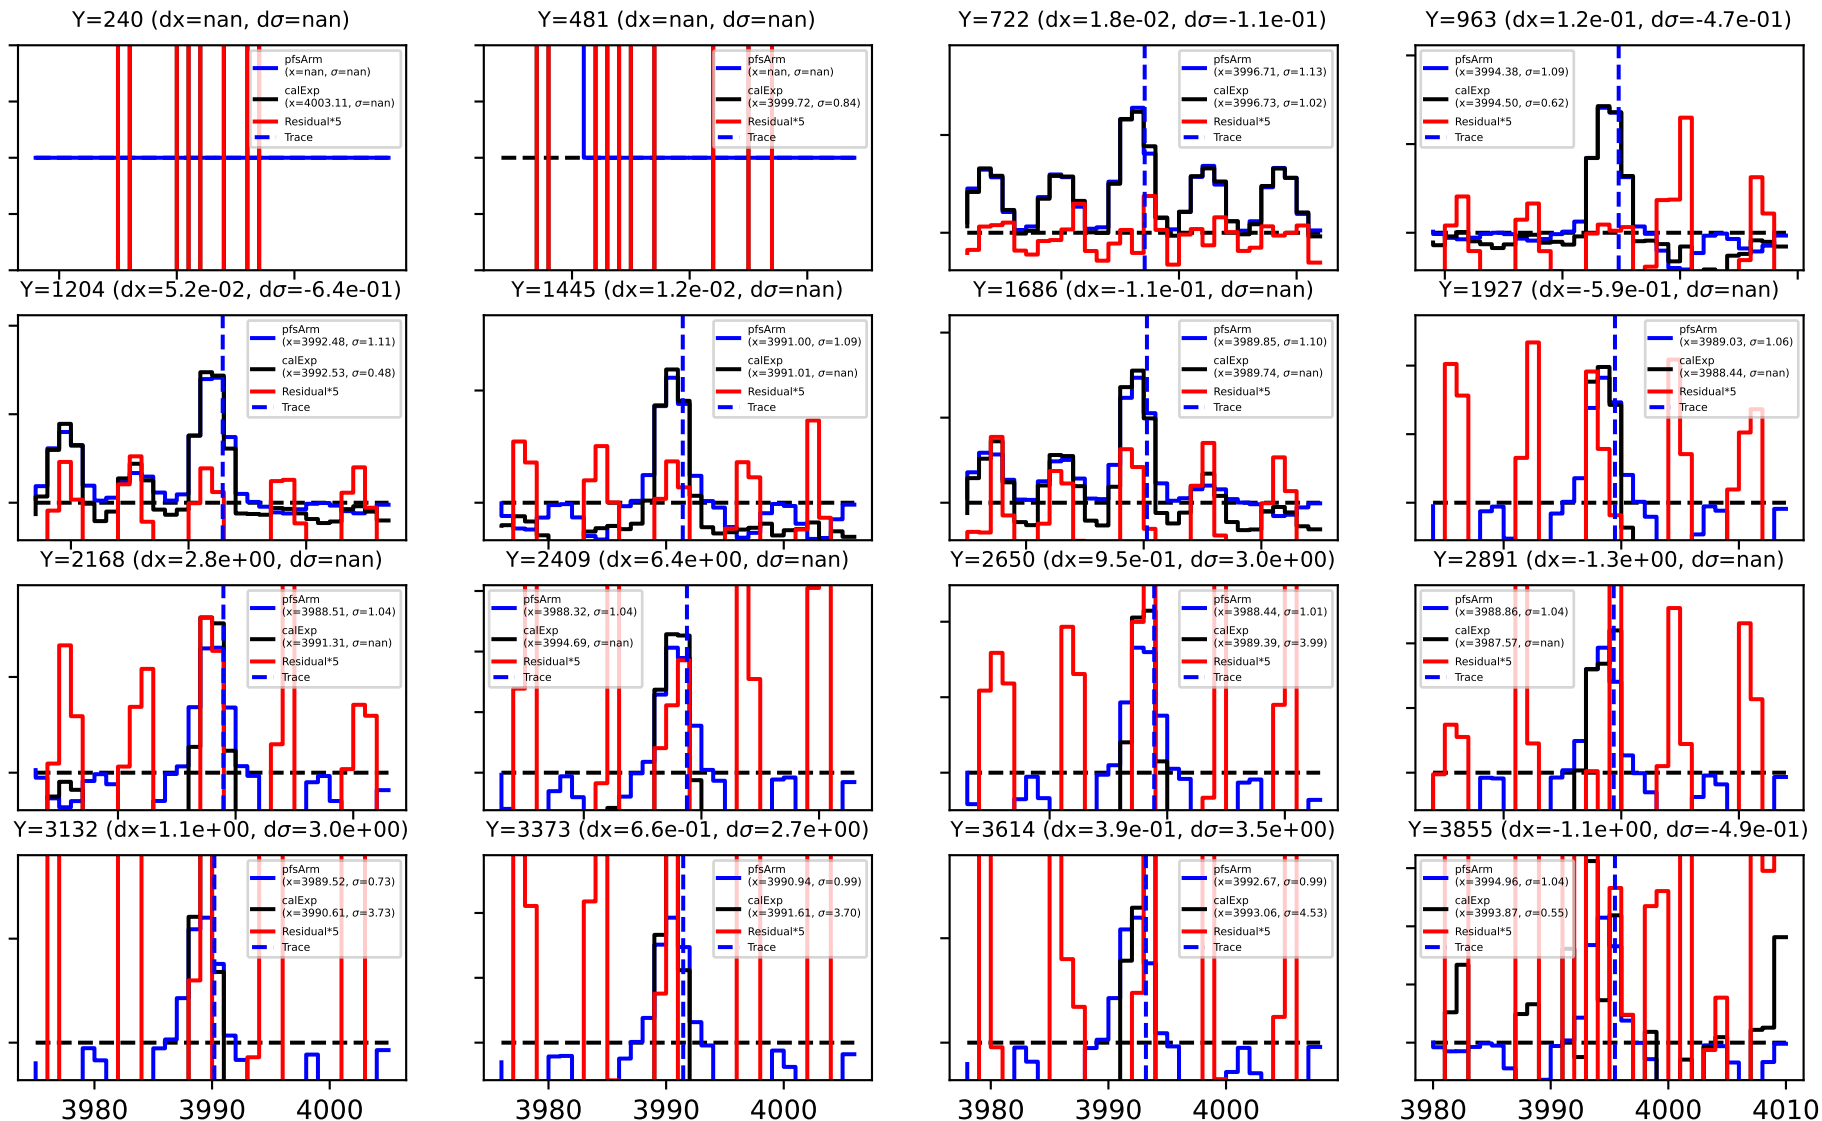 Y=240 (dx=nan, dσ=nan)
pfsArm
(x=nan, σ=nan)
calExp
(x=4003.11, σ=nan)
Residual*5
Trace
Y=481 (dx=nan, dσ=nan)
pfsArm
(x=nan, σ=nan)
calExp
(x=3999.72, σ=0.84)
Residual*5
Trace
Y=722 (dx=1.8e-02, dσ=-1.1e-01)
pfsArm
(x=3996.71, σ=1.13)
calExp
(x=3996.73, σ=1.02)
Residual*5
Trace
Y=963 (dx=1.2e-01, dσ=-4.7e-01)
pfsArm
(x=3994.38, σ=1.09)
calExp
(x=3994.50, σ=0.62)
Residual*5
Trace
Y=1204 (dx=5.2e-02, dσ=-6.4e-01)
pfsArm
(x=3992.48, σ=1.11)
calExp
(x=3992.53, σ=0.48)
Residual*5
Trace
Y=1445 (dx=1.2e-02, dσ=nan)
pfsArm
(x=3991.00, σ=1.09)
calExp
(x=3991.01, σ=nan)
Residual*5
Trace
Y=1686 (dx=-1.1e-01, dσ=nan)
pfsArm
(x=3989.85, σ=1.10)
calExp
(x=3989.74, σ=nan)
Residual*5
Trace
Y=1927 (dx=-5.9e-01, dσ=nan)
pfsArm
(x=3989.03, σ=1.06)
calExp
(x=3988.44, σ=nan)
Residual*5
Trace
Y=2168 (dx=2.8e+00, dσ=nan)
pfsArm
(x=3988.51, σ=1.04)
calExp
(x=3991.31, σ=nan)
Residual*5
Trace
Y=2409 (dx=6.4e+00, dσ=nan)
pfsArm
(x=3988.32, σ=1.04)
calExp
(x=3994.69, σ=nan)
Residual*5
Trace
Y=2650 (dx=9.5e-01, dσ=3.0e+00)
pfsArm
(x=3988.44, σ=1.01)
calExp
(x=3989.39, σ=3.99)
Residual*5
Trace
Y=2891 (dx=-1.3e+00, dσ=nan)
pfsArm
(x=3988.86, σ=1.04)
calExp
(x=3987.57, σ=nan)
Residual*5
Trace
Y=3132 (dx=1.1e+00, dσ=3.0e+00)
pfsArm
(x=3989.52, σ=0.73)
calExp
(x=3990.61, σ=3.73)
Residual*5
Trace
3980 3990 4000
Y=3373 (dx=6.6e-01, dσ=2.7e+00)
pfsArm
(x=3990.94, σ=0.99)
calExp
(x=3991.61, σ=3.70)
Residual*5
Trace
3980 3990 4000
Y=3614 (dx=3.9e-01, dσ=3.5e+00)
pfsArm
(x=3992.67, σ=0.99)
calExp
(x=3993.06, σ=4.53)
Residual*5
Trace
3980 3990 4000
Y=3855 (dx=-1.1e+00, dσ=-4.9e-01)
pfsArm
(x=3994.96, σ=1.04)
calExp
(x=3993.87, σ=0.55)
Residual*5
Trace
3980 3990 4000 4010